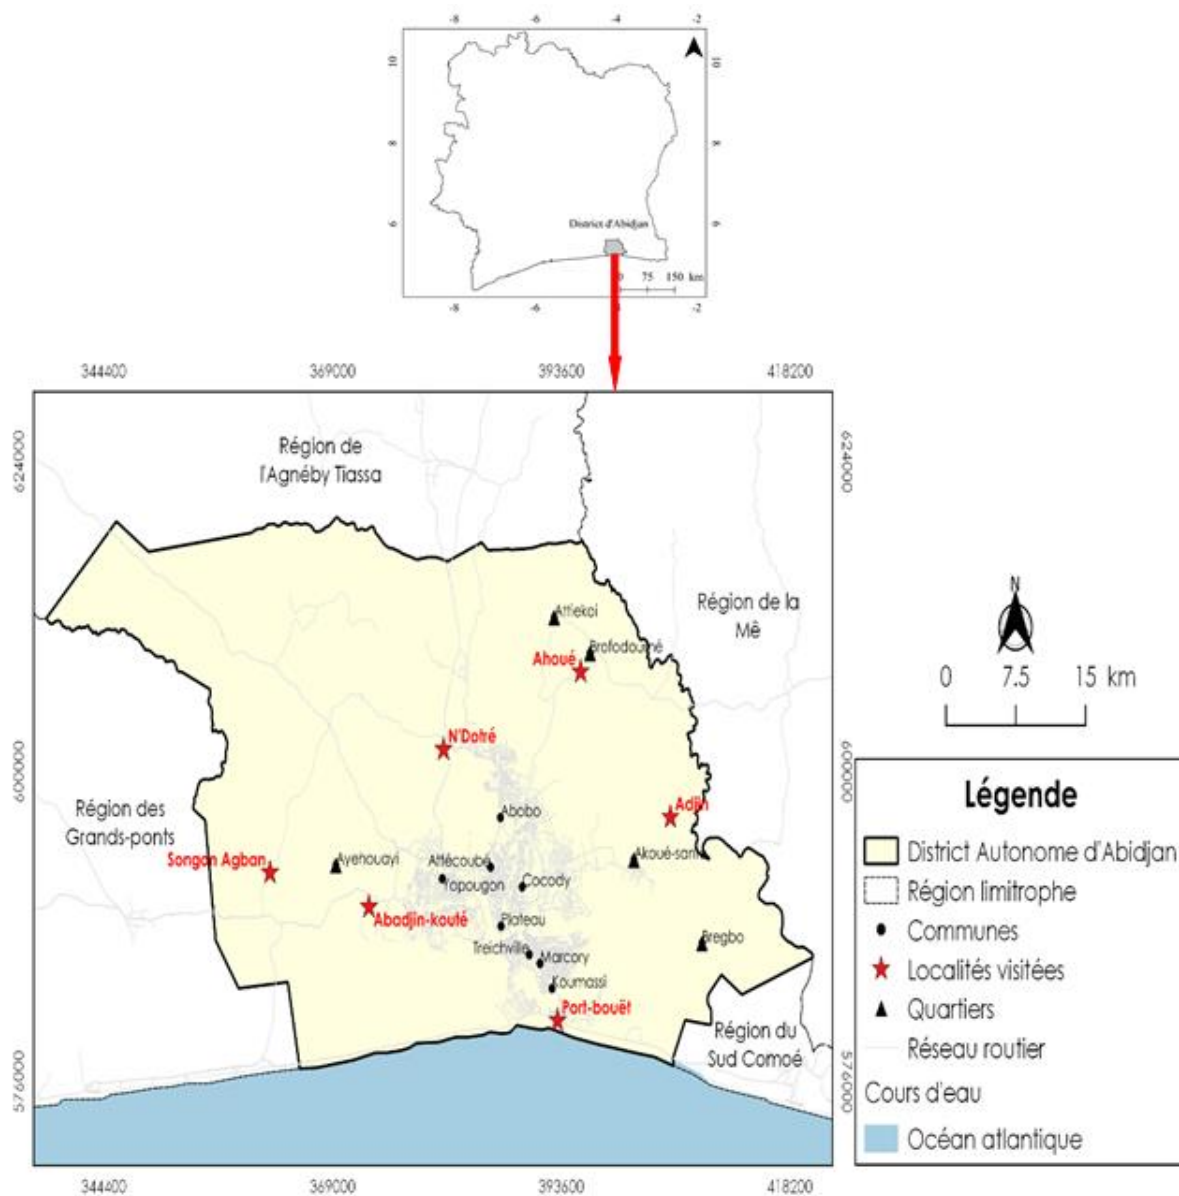 -8 -6 -4 -2
10 10
8 8
6 6
District d'Abidjan
75 150 km
-8 -6 -2
344400 369000 393600 418200
624000 624000
Région de
l'Agnéby Tiassa
Région de la
Mê
Attiekoi
Brofodoumé
Ahoué
N
0 7.5 15 km
N'Dotré
600000 600000
Région des
Grands-ponts
Adjin
Abobo
Songon Agban
Ayehouayi
Attécoubé
Akoué-sant
Yopougon
Cocody
Abadjin-kouté
Plateau
Bregbo
Treichville
Marcory
Koumassi
Port-bouët
Région du
Sud Comoé
576000 576000
344400 369000 393600 418200
Légende
District Autonome d'Abidjan
Région limitrophe
Communes
Localités visitées
Quartiers
Réseau routier
Cours d'eau
Océan atlantique